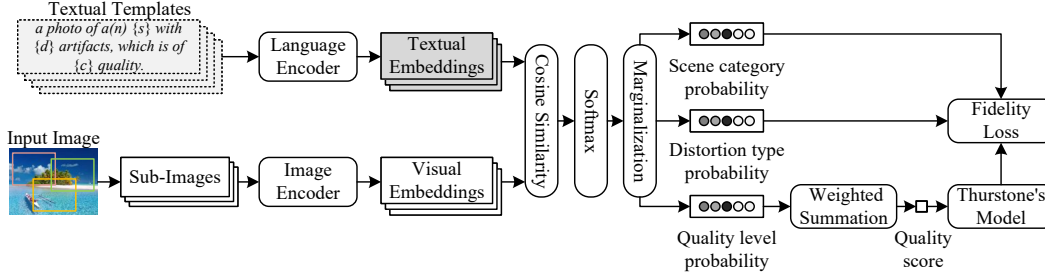 Textual Templates
a photo of a(n) {s} with
{d} artifacts, which is of
{c} quality.
Language
Encoder
Textual
Embeddings
Input Image
Sub-Images
Image
Encoder
Visual
Embeddings
Cosine Similarity
Softmax
Marginalization
Scene category
probability
Distortion type
probability
Quality level
probability
Weighted
Summation
Quality
score
Fidelity
Loss
Thurstone's
Model